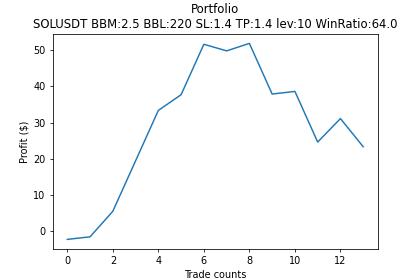 Portfolio
SOLUSDT BBM:2.5 BBL:220 SL:1.4 TP:1.4 lev:10 WinRatio:64.0
Profit ($)
50
40
30
20
10
0
0 2 4 6 8 10 12
Trade counts